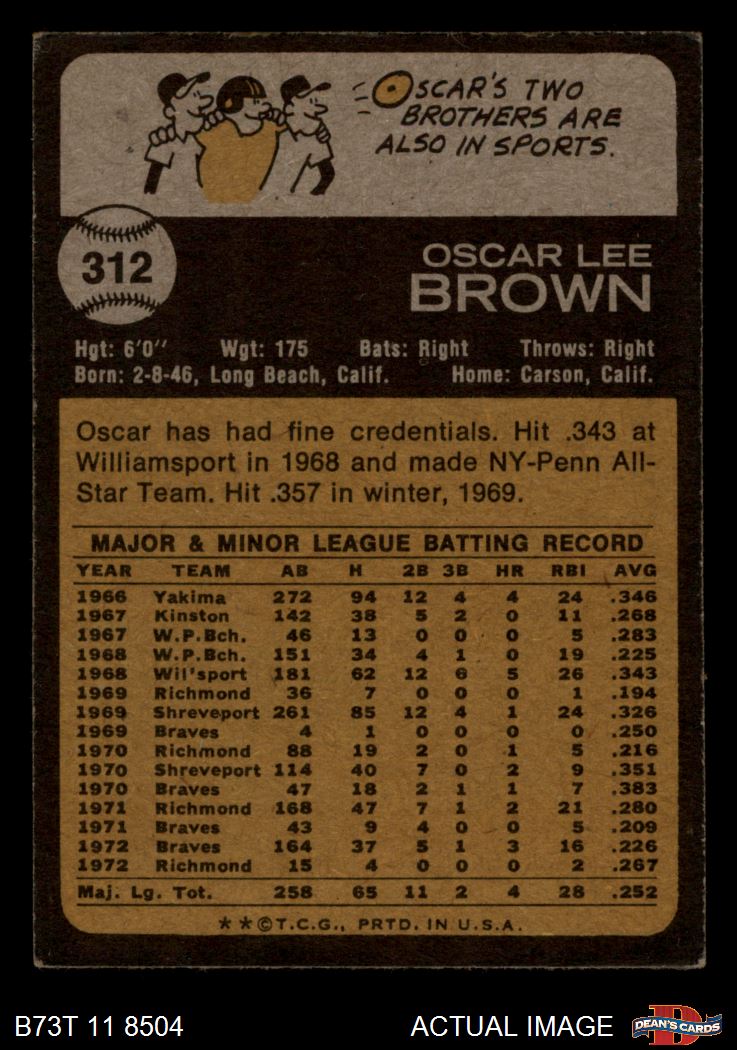 OSCAR'S TWO
BROTHERS ARE
ALSO IN SPORTS.
312
OSCAR LEE
BROWN
Hgt: 6'0" Wgt: 175 Bats: Right Throws: Right
Born: 2-8-46, Long Beach, Calif. Home: Carson, Calif.
Oscar has had fine credentials. Hit .343 at
Williamsport in 1968 and made NY-Penn All-
Star Team. Hit .357 in winter, 1969.
MAJOR & MINOR LEAGUE BATTING RECORD
YEAR TEAM AB H 2B 3B HR RBI AVG
1966 Yakima 272 94 12 4 4 24 .346
1967 Kinston 142 38 5 2 0 11 .268
1967 W.P.Bch. 46 13 0 0 0 5 .283
1968 W.P.Bch. 151 34 4 1 0 19 .225
1968 Wil'sport 181 62 12 6 5 26 .343
1969 Richmond 36 7 0 0 0 1 .194
1969 Shreveport 261 85 12 4 1 24 .326
1969 Braves 4 1 0 0 0 0 .250
1970 Richmond 88 19 2 0 1 5 .216
1970 Shreveport 114 40 7 0 2 9 .351
1970 Braves 47 18 2 1 1 7 .383
1971 Richmond 168 47 7 1 2 21 .280
1971 Braves 43 9 4 0 0 5 .209
1972 Braves 164 37 5 1 3 16 .226
1972 Richmond 15 4 0 0 0 2 .267
Maj. Lg. Tot. 258 65 11 2 4 28 .252
**©T.C.G., PRTD. IN U.S.A.
B73T 11 8504 ACTUAL IMAGE
DEAN'S CARDS